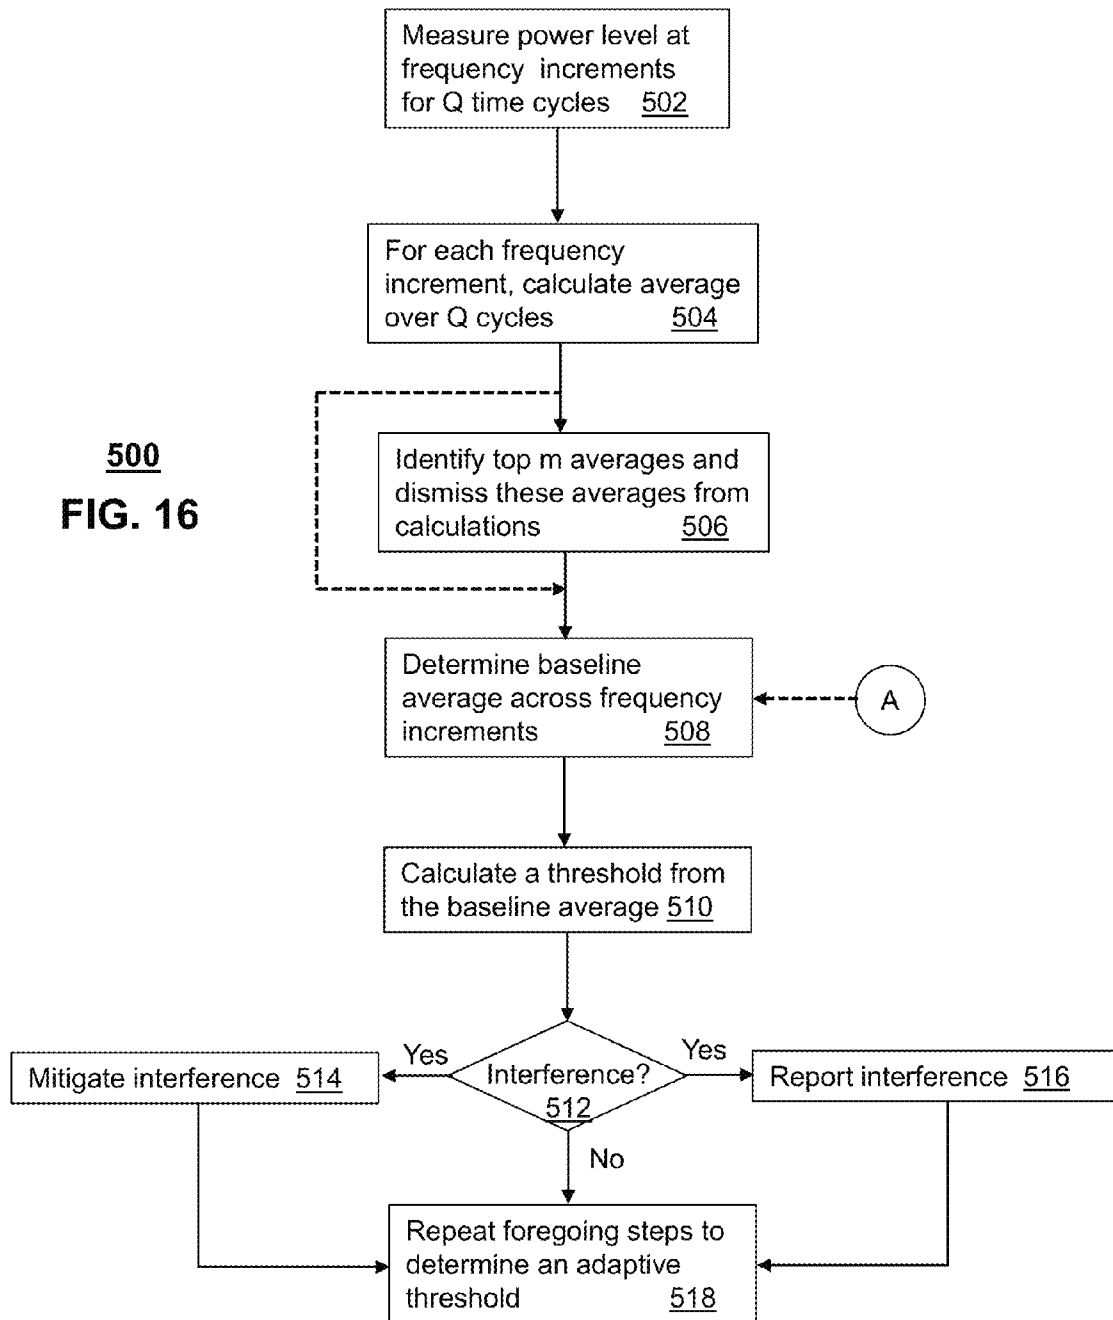 Measure power level at
frequency increments
for Q time cycles 502
For each frequency
increment, calculate average
over Q cycles 504
500
FIG. 16
Identify top m averages and
dismiss these averages from
calculations 506
Determine baseline
average across frequency
increments 508
A
Calculate a threshold from
the baseline average 510
Mitigate interference 514
Yes
Interference?
512
Yes
Report interference 516
No
Repeat foregoing steps to
determine an adaptive
threshold 518